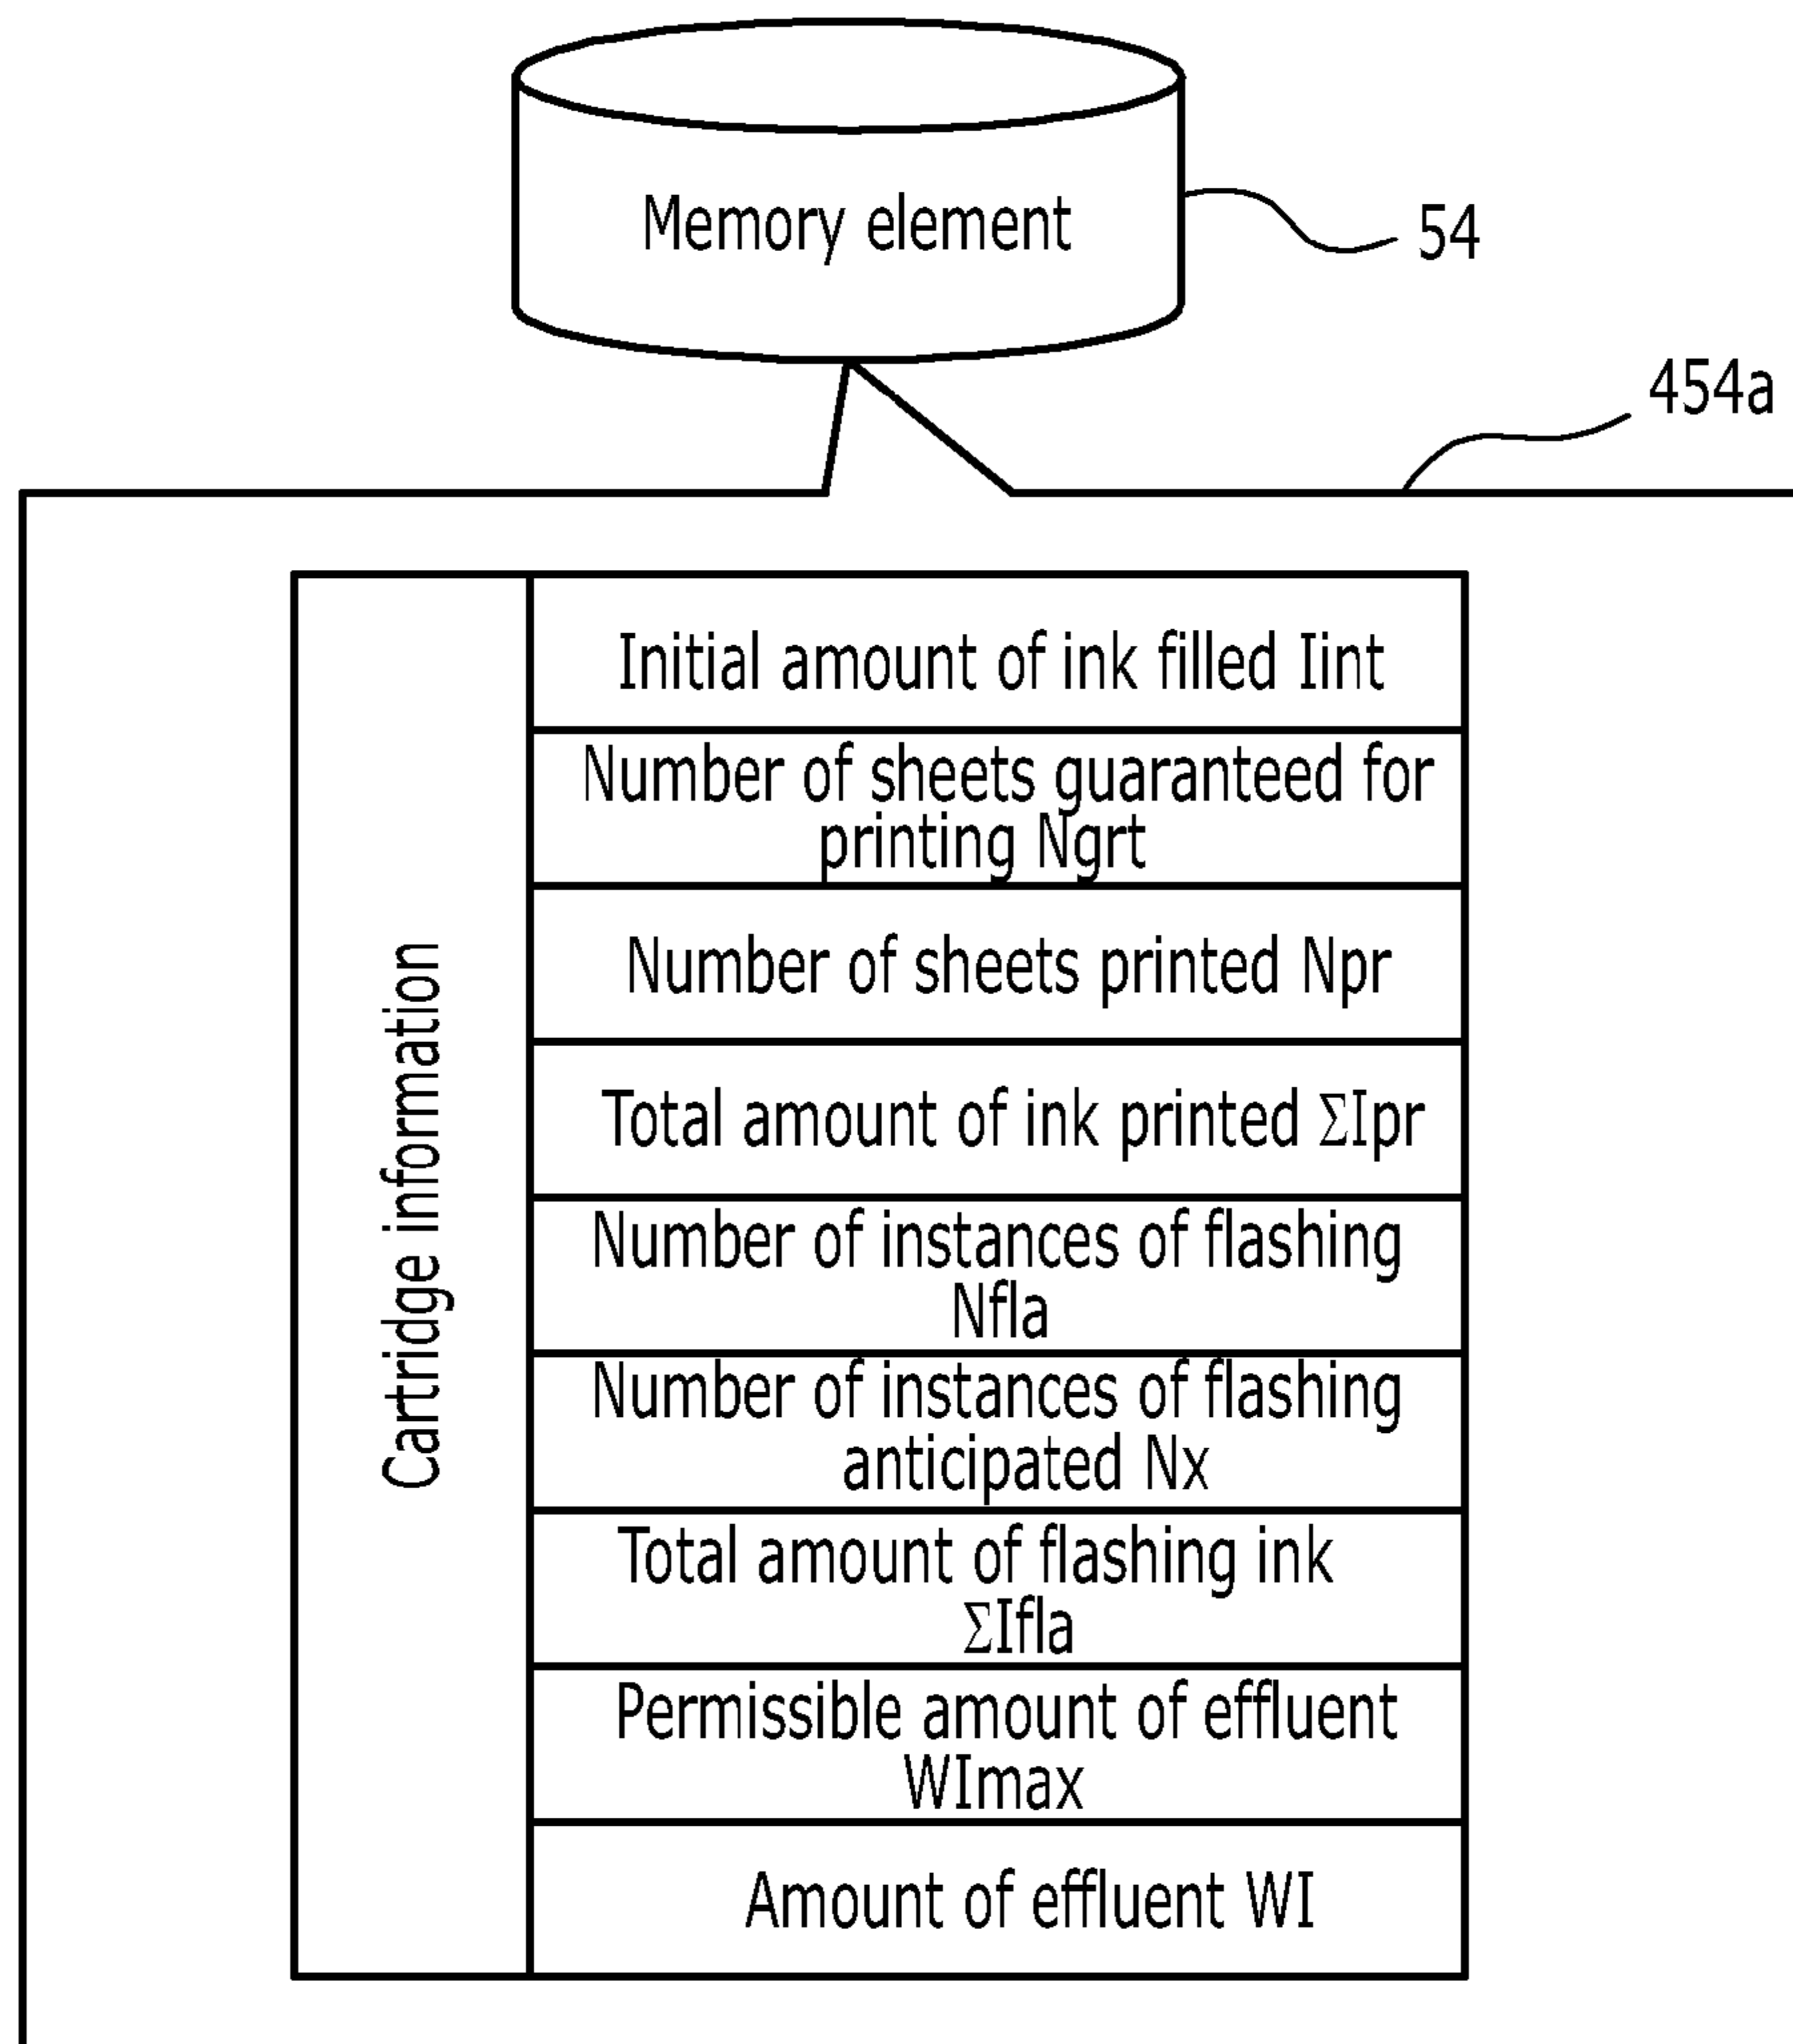 Memory element
54
454a
Cartridge information
Initial amount of ink filled Iint
Number of sheets guaranteed for
printing Ngrt
Number of sheets printed Npr
Total amount of ink printed ΣIpr
Number of instances of flashing
Nfla
Number of instances of flashing
anticipated Nx
Total amount of flashing ink
ΣIfla
Permissible amount of effluent
WImax
Amount of effluent WI